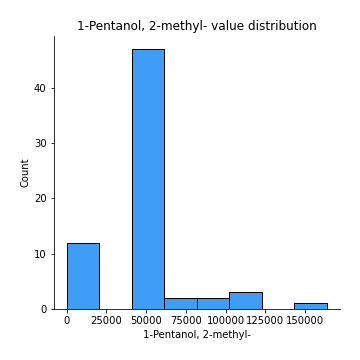 1-Pentanol, 2-methyl- value distribution
40
30
20
10
0
Count
0 25000 50000 75000 100000 125000 150000
1-Pentanol, 2-methyl-